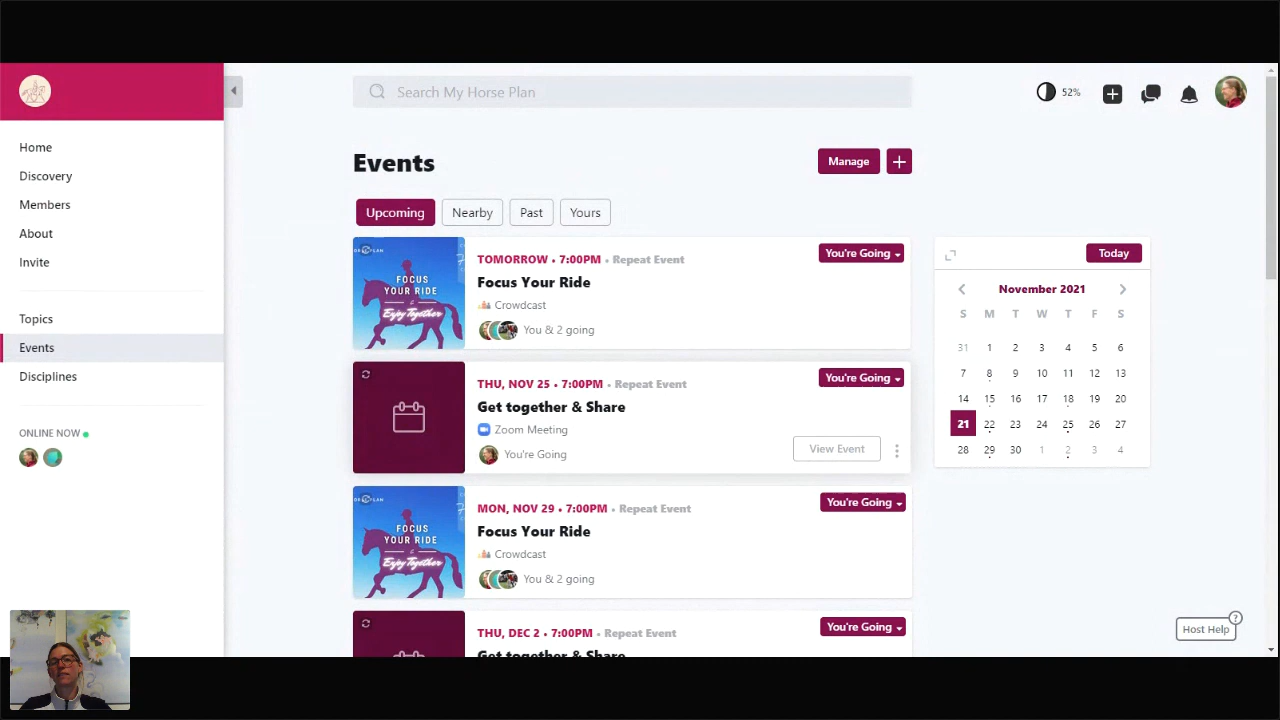 Search My Horse Plan
52%
Home
Discovery
Members
About
Invite
Topics
Events
Disciplines
ONLINE NOW
Events
Manage
Upcoming
Nearby
Past
Yours
FOCUS
YOUR RIDE
Enjoy Together
TOMORROW • 7:00PM • Repeat Event
You're Going
Focus Your Ride
Crowdcast
You & 2 going
THU, NOV 25 • 7:00PM • Repeat Event
You're Going
Get together & Share
Zoom Meeting
You're Going
View Event
FOCUS
YOUR RIDE
Enjoy Together
MON, NOV 29 • 7:00PM • Repeat Event
You're Going
Focus Your Ride
Crowdcast
You & 2 going
THU, DEC 2 • 7:00PM • Repeat Event
You're Going
Get together & Share
Today
November 2021
S M T W T F S
31 1 2 3 4 5 6
7 8 9 10 11 12 13
14 15 16 17 18 19 20
21 22 23 24 25 26 27
28 29 30 1 2 3 4
Host Help
?